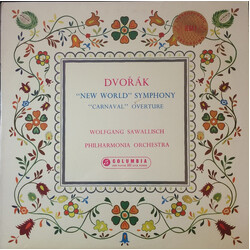 DVOŘÁK
"NEW WORLD" SYMPHONY
"CARNAVAL" OVERTURE
WOLFGANG SAWALLISCH
PHILHARMONIA ORCHESTRA
COLUMBIA